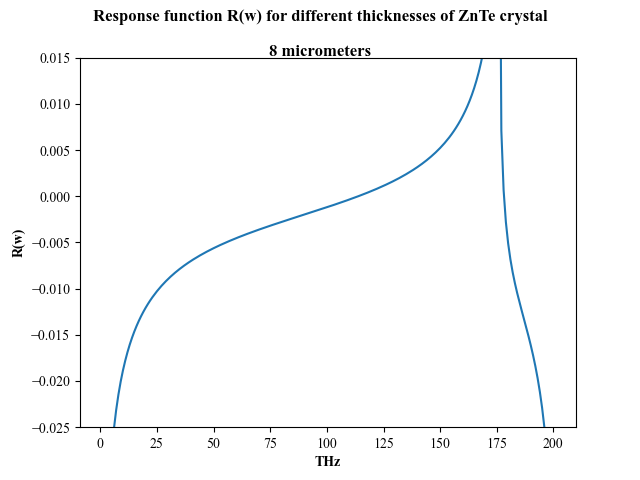 Response function R(w) for different thicknesses of ZnTe crystal
8 micrometers
0.015
0.010
0.005
0.000
−0.005
−0.010
−0.015
−0.020
−0.025
R(w)
0 25 50 75 100 125 150 175 200
THz